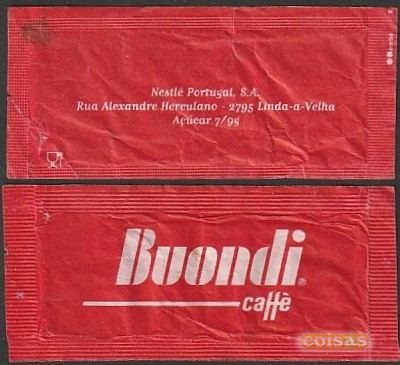 Nestlé Portugal, S.A.
Rua Alexandre Herculano - 2795 Linda-a-Velha
Açúcar 7/98
Buondi®
caffè
coisas